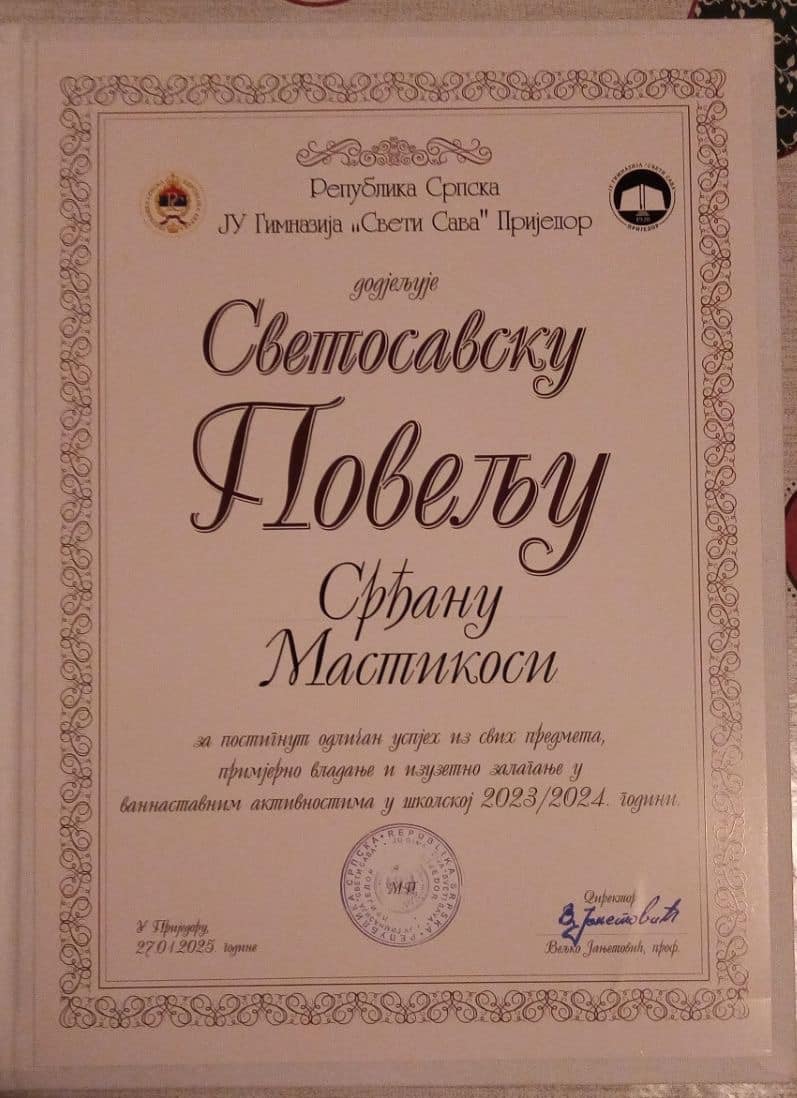 Република Српска
ЈУ Гимназија „Свети Сава" Приједор
додјељује
Светосавску
Повељу
Срђану
Мастикоси
за постигнут одличан успјех из свих предмета,
примјерно владање и изузетно залагање у
ваннаставним активностима у школској 2023/2024. години.
МП
У Приједору,
27.01.2025. године
Директор
В. Јањетовић
Вељко Јањетовић, проф.